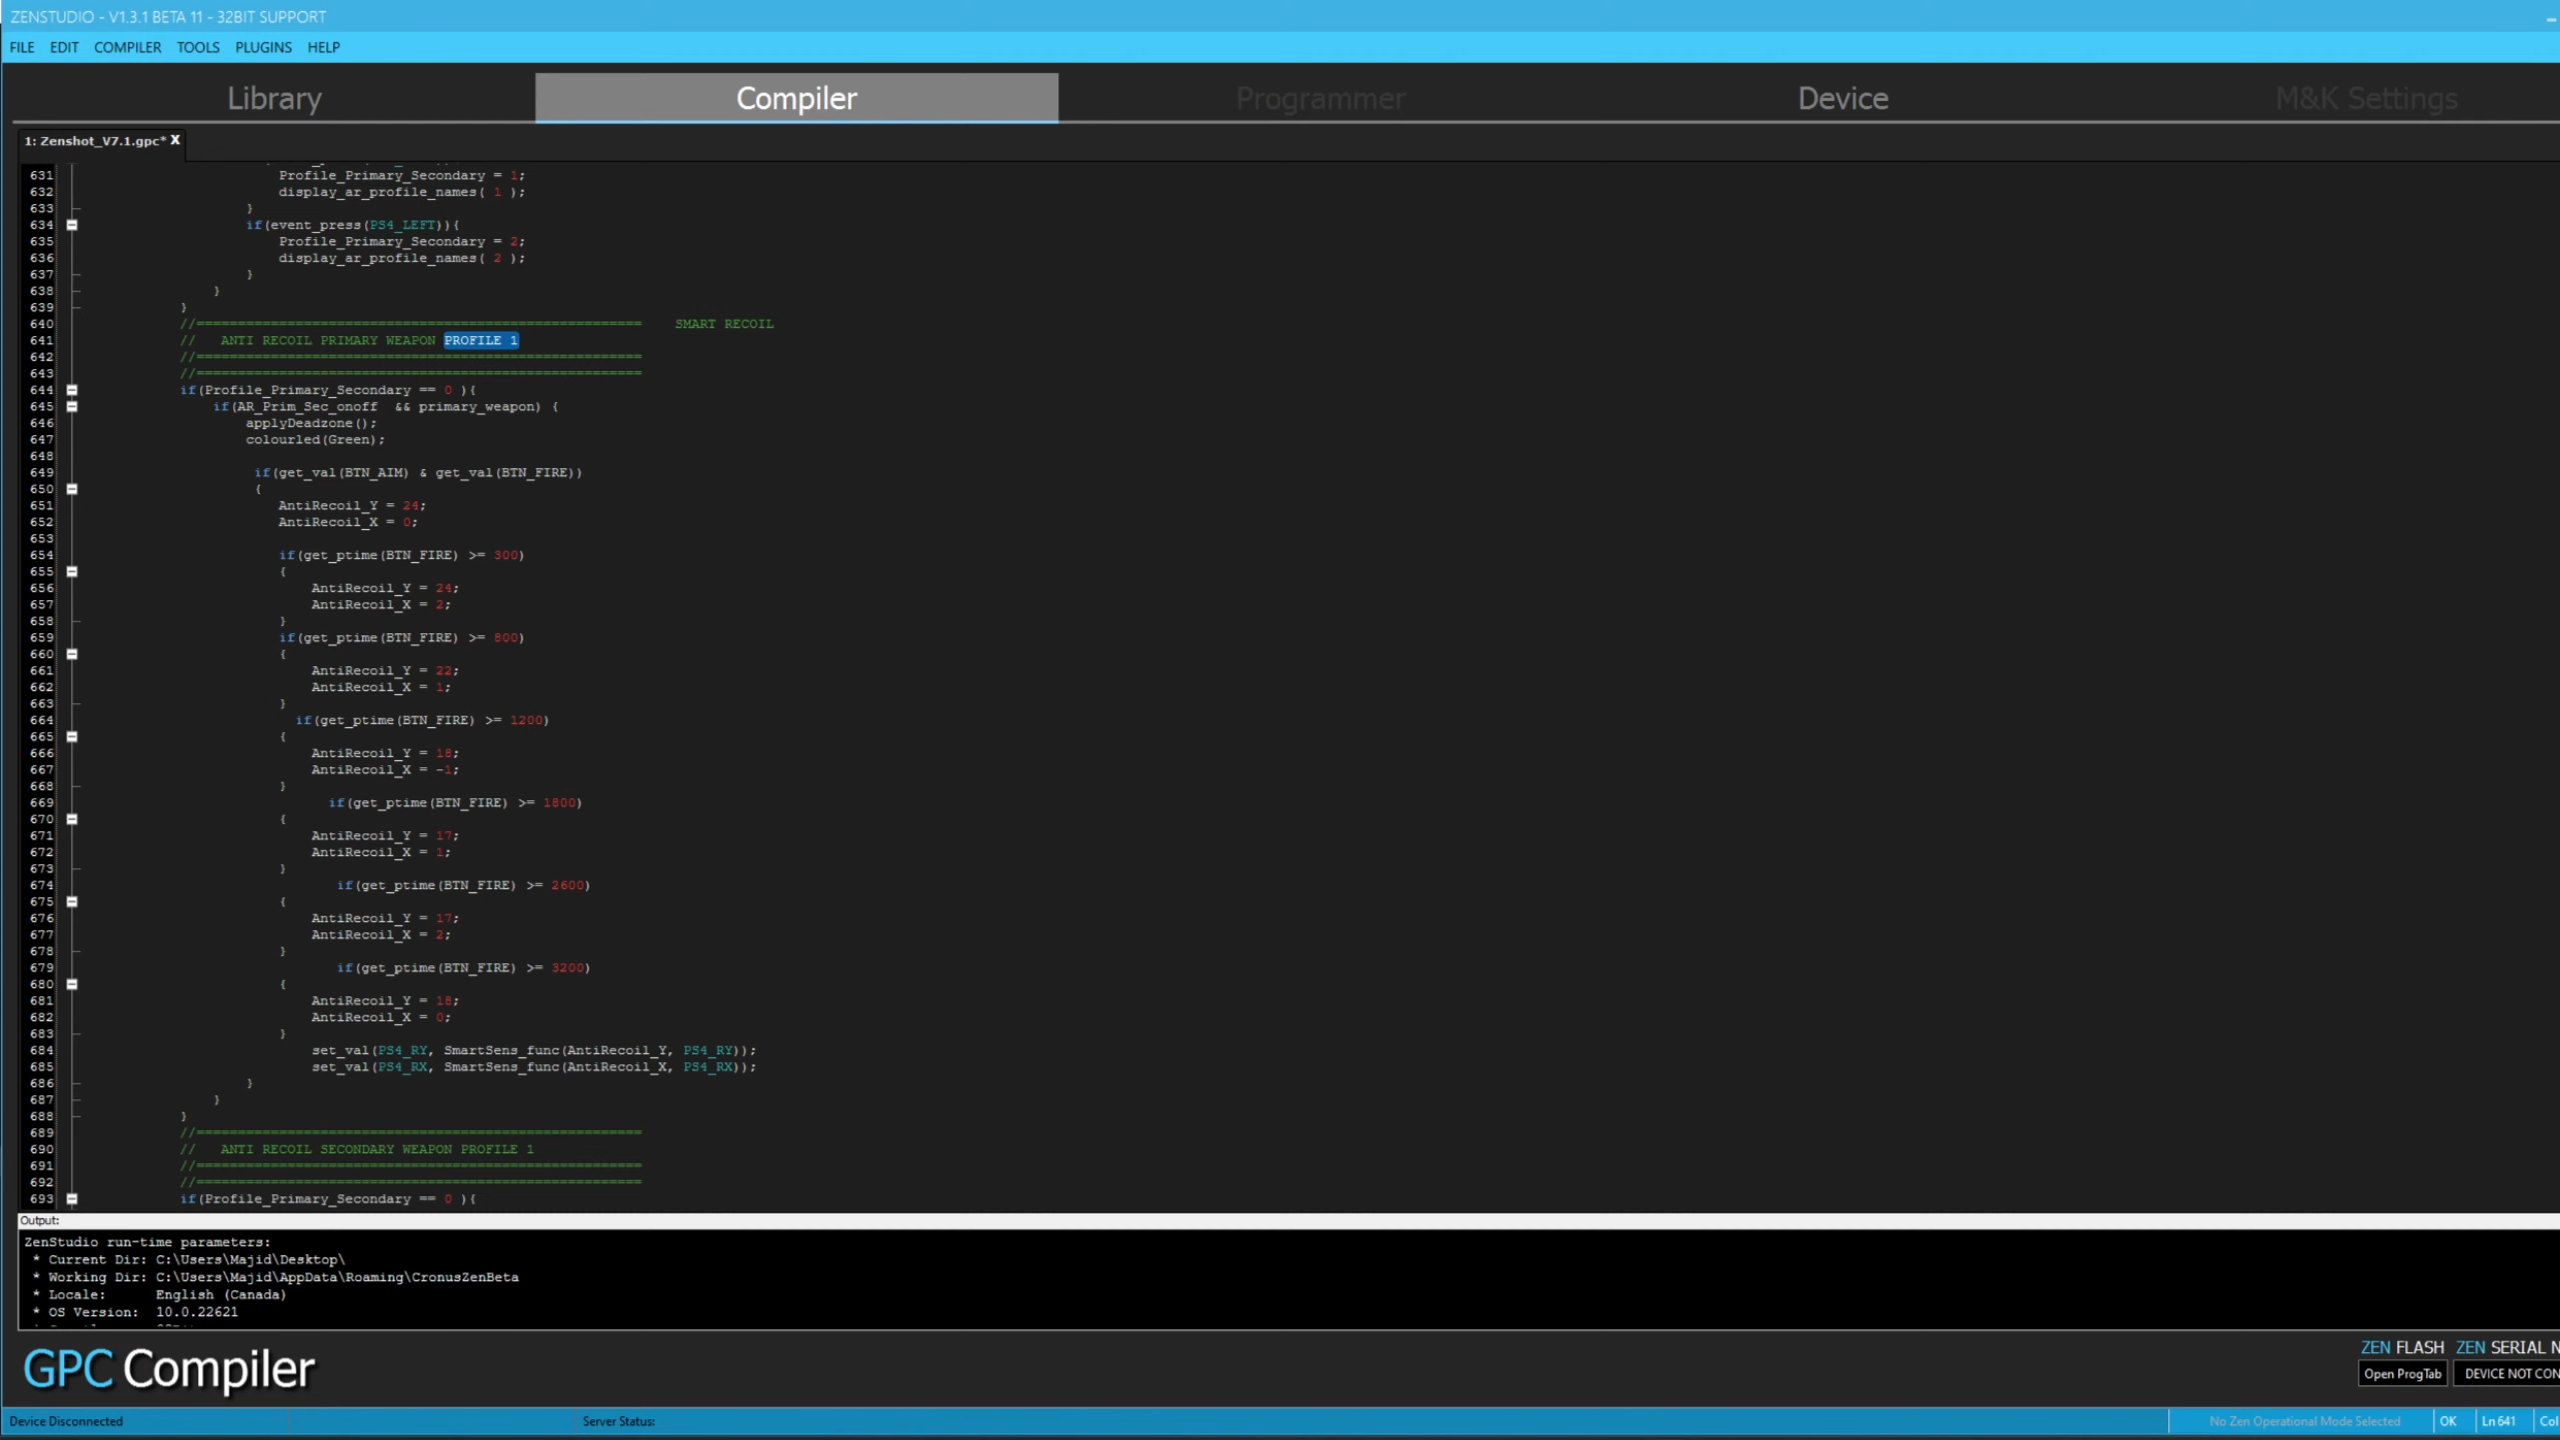 ZENSTUDIO - V1.3.1 BETA 11 - 32BIT SUPPORT
FILE EDIT COMPILER TOOLS PLUGINS HELP
Library Compiler Programmer Device M&K Settings
1: Zenshot_V7.1.gpc* X
631 Profile_Primary_Secondary = 1;
632 display_ar_profile_names( 1 );
633 }
634 if(event_press(PS4_LEFT)){
635 Profile_Primary_Secondary = 2;
636 display_ar_profile_names( 2 );
637 }
638 }
639 }
640 //====================================================== SMART RECOIL
641 // ANTI RECOIL PRIMARY WEAPON PROFILE 1
642 //======================================================
643 //======================================================
644 if(Profile_Primary_Secondary == 0 ){
645 if(AR_Prim_Sec_onoff && primary_weapon) {
646 applyDeadzone();
647 colourled(Green);
648
649 if(get_val(BTN_AIM) & get_val(BTN_FIRE))
650 {
651 AntiRecoil_Y = 24;
652 AntiRecoil_X = 0;
653
654 if(get_ptime(BTN_FIRE) >= 300)
655 {
656 AntiRecoil_Y = 24;
657 AntiRecoil_X = 2;
658 }
659 if(get_ptime(BTN_FIRE) >= 800)
660 {
661 AntiRecoil_Y = 22;
662 AntiRecoil_X = 1;
663 }
664 if(get_ptime(BTN_FIRE) >= 1200)
665 {
666 AntiRecoil_Y = 18;
667 AntiRecoil_X = -1;
668 }
669 if(get_ptime(BTN_FIRE) >= 1800)
670 {
671 AntiRecoil_Y = 17;
672 AntiRecoil_X = 1;
673 }
674 if(get_ptime(BTN_FIRE) >= 2600)
675 {
676 AntiRecoil_Y = 17;
677 AntiRecoil_X = 2;
678 }
679 if(get_ptime(BTN_FIRE) >= 3200)
680 {
681 AntiRecoil_Y = 18;
682 AntiRecoil_X = 0;
683 }
684 set_val(PS4_RY, SmartSens_func(AntiRecoil_Y, PS4_RY));
685 set_val(PS4_RX, SmartSens_func(AntiRecoil_X, PS4_RX));
686 }
687 }
688 }
689 //======================================================
690 // ANTI RECOIL SECONDARY WEAPON PROFILE 1
691 //======================================================
692 //======================================================
693 if(Profile_Primary_Secondary == 0 ){
Output:
ZenStudio run-time parameters:
* Current Dir: C:\Users\Majid\Desktop\
* Working Dir: C:\Users\Majid\AppData\Roaming\CronusZenBeta
* Locale: English (Canada)
* OS Version: 10.0.22621
GPC Compiler
ZEN FLASH ZEN SERIAL N
Open ProgTab DEVICE NOT CON
Device Disconnected Server Status: No Zen Operational Mode Selected OK Ln 641 Col